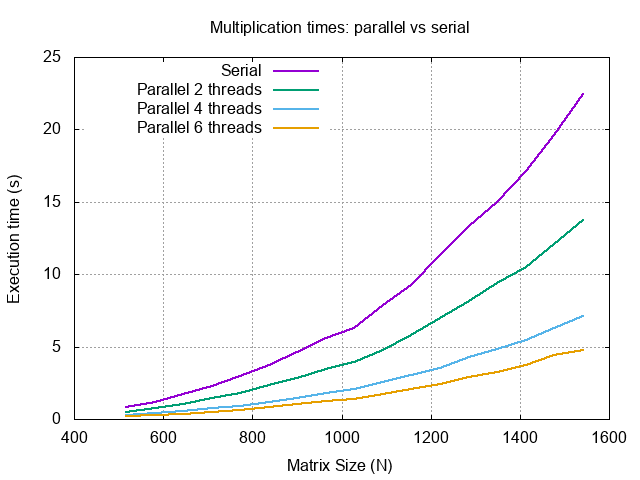 Multiplication times: parallel vs serial
Serial
Parallel 2 threads
Parallel 4 threads
Parallel 6 threads
Execution time (s)
25
20
15
10
5
0
400 600 800 1000 1200 1400 1600
Matrix Size (N)